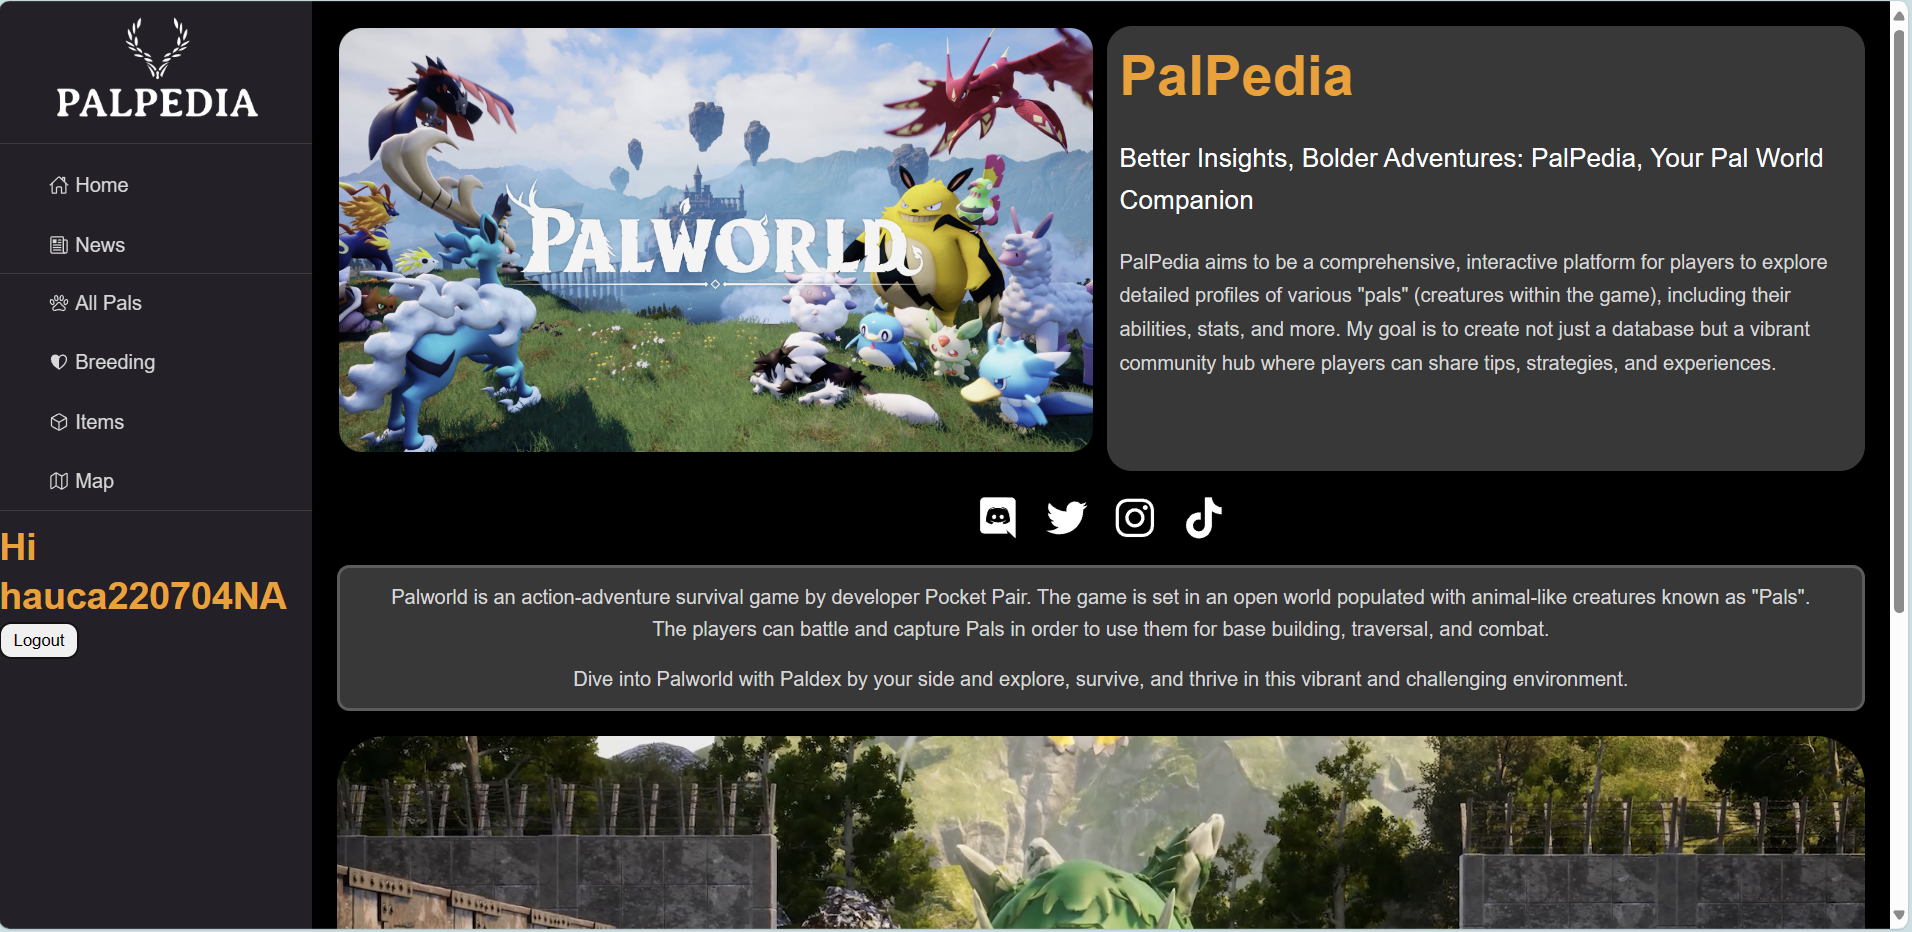 PALPEDIA
Home
News
All Pals
Breeding
Items
Map
Hi
hauca220704NA
Logout
PALWORLD
PalPedia
Better Insights, Bolder Adventures: PalPedia, Your Pal World
Companion
PalPedia aims to be a comprehensive, interactive platform for players to explore
detailed profiles of various "pals" (creatures within the game), including their
abilities, stats, and more. My goal is to create not just a database but a vibrant
community hub where players can share tips, strategies, and experiences.
Palworld is an action-adventure survival game by developer Pocket Pair. The game is set in an open world populated with animal-like creatures known as "Pals".
The players can battle and capture Pals in order to use them for base building, traversal, and combat.
Dive into Palworld with Paldex by your side and explore, survive, and thrive in this vibrant and challenging environment.